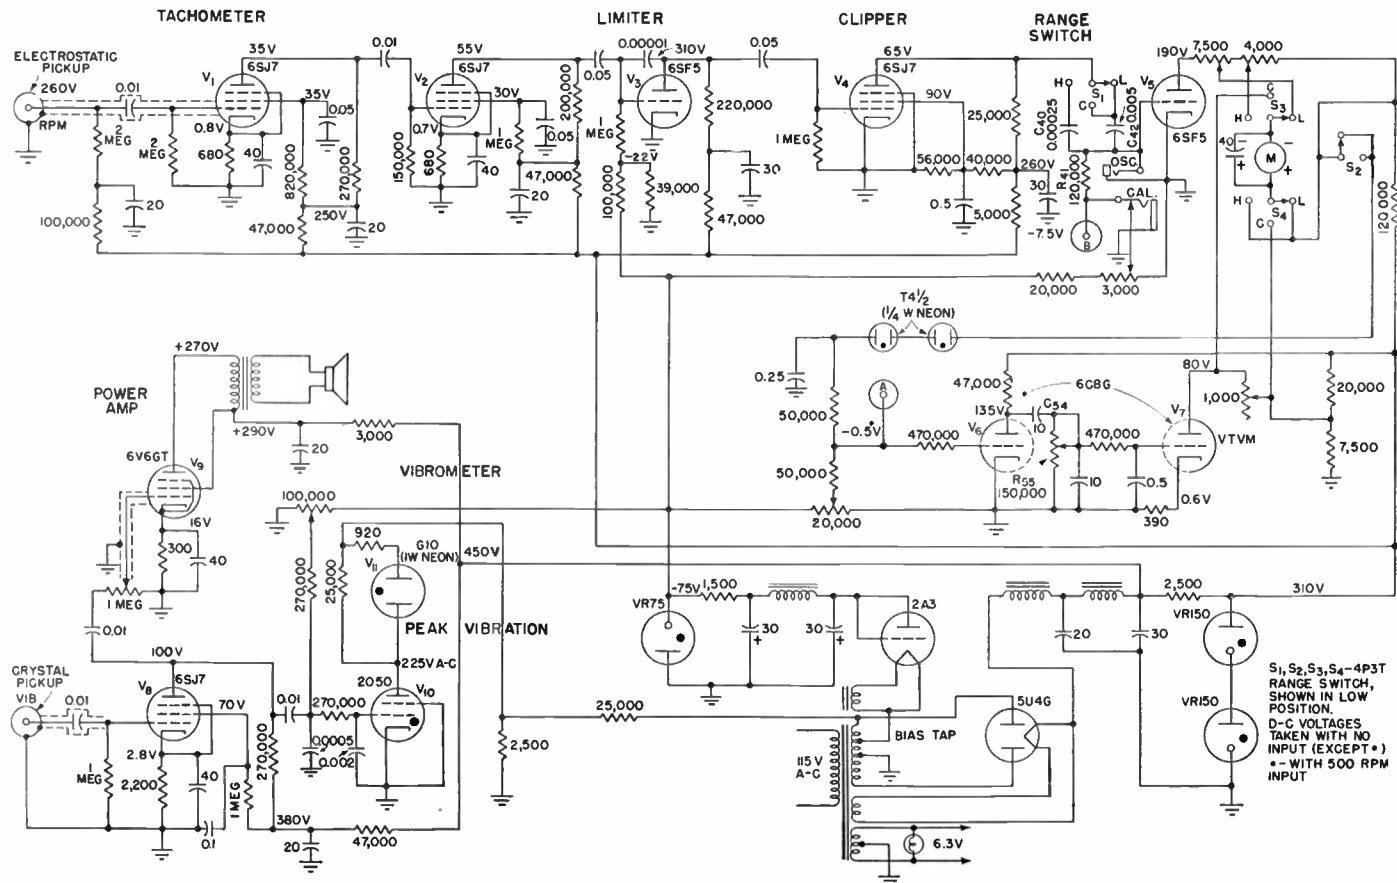 TACHOMETER
LIMITER
CLIPPER
RANGE
SWITCH
ELECTROSTATIC
PICKUP
260V
RPM
0.01
2
MEG
2
MEG
100,000
20
35V
V1
6SJ7
0.8V
680
40
35V
0.05
820,000
270,000
250V
47,000
20
0.01
150,000
55V
V2
6SJ7
0.7V
680
40
30V
1
MEG
0.05
20
200,000
47,000
0.05
0.00001
310V
V3
6SF5
1
MEG
-22V
100,000
39,000
220,000
30
47,000
0.05
1 MEG
65V
V4
6SJ7
90V
56,000
40,000
0.5
25,000
260V
30
5,000
H
L
S1
C
C40
0.00025
C42
0.005
R41
120,000
OSC
CAL.
-7.5V
B
190V
V5
6SF5
7,500
4,000
C
S3
H
L
40
M
+
-
+
H
L
S4
C
S2
120,000
20,000
3,000
T4½
(¼ W NEON)
0.25
50,000
50,000
A
-0.5V
470,000
20,000
47,000
135V
V6
6C8G
C54
10
R55
150,000
470,000
10
0.5
390
80V
V7
VTVM
0.6V
1,000
20,000
7,500
+270V
POWER
AMP
+290V
20
3,000
6V6GT
V9
16V
300
40
1 MEG
0.01
VIBROMETER
100,000
270,000
920
G10
(1W NEON)
450V
25,000
V11
PEAK VIBRATION
225V A-C
2050
V10
CRYSTAL
PICKUP
VIB
0.01
1
MEG
100V
V8
6SJ7
70V
2.8V
2,200
40
0.1
1 MEG
270,000
0.01
270,000
0.0005
0.002
380V
20
47,000
2,500
25,000
-75V
1,500
VR75
30
+
30
+
2A3
BIAS TAP
115V
A-C
5U4G
6.3V
20
30
2,500
310V
VR150
VR150
S1,S2,S3,S4-4P3T
RANGE SWITCH,
SHOWN IN LOW
POSITION.
D-C VOLTAGES
TAKEN WITH NO
INPUT (EXCEPT•)
•- WITH 500 RPM
INPUT